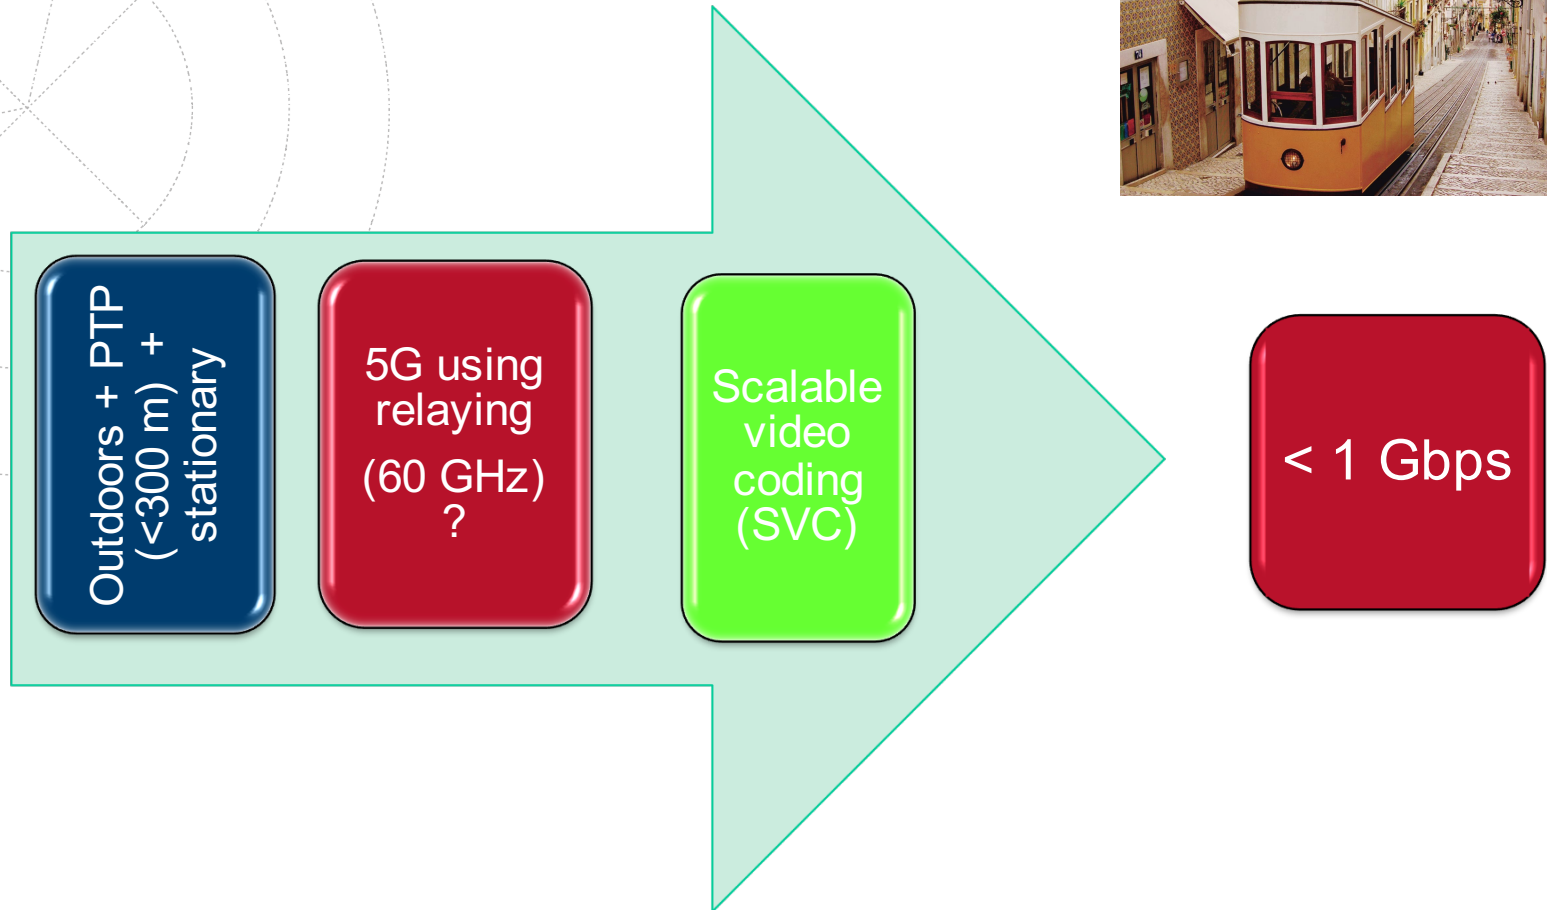 Outdoors + PTP
(<300 m) +
stationary
5G using
relaying
(60 GHz)
?
Scalable
video
coding
(SVC)
< 1 Gbps